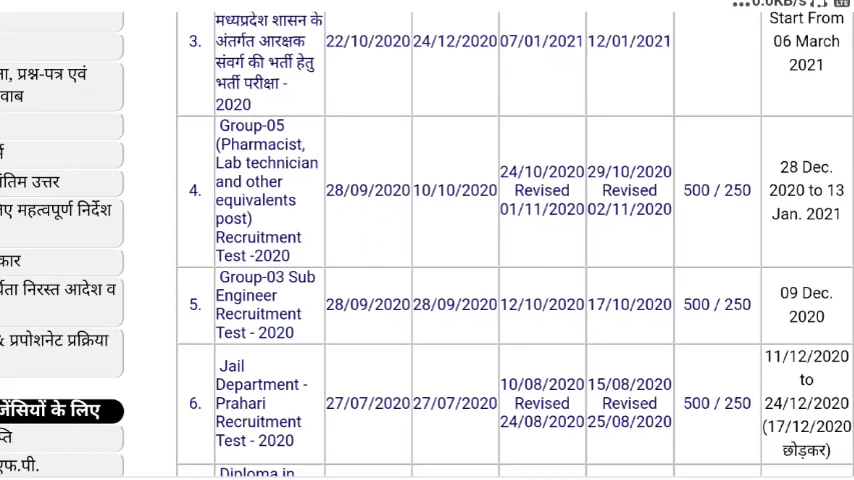 ...0.0KB/s
LTE
ा, प्रश्न-पत्र एवं
वाब
र्म
ंतिम उत्तर
िए महत्वपूर्ण निर्देश
कार
र्थिता निरस्त आदेश व
& प्रपोशनेट प्रक्रिया
जेंसियों के लिए
प्ति
एफ.पी.
3.
मध्यप्रदेश शासन के
अंतर्गत आरक्षक
संवर्ग की भर्ती हेतु
भर्ती परीक्षा -
2020
22/10/2020
24/12/2020
07/01/2021
12/01/2021
Start From
06 March
2021
4.
Group-05
(Pharmacist,
Lab technician
and other
equivalents
post)
Recruitment
Test -2020
28/09/2020
10/10/2020
24/10/2020
Revised
01/11/2020
29/10/2020
Revised
02/11/2020
500 / 250
28 Dec.
2020 to 13
Jan. 2021
5.
Group-03 Sub
Engineer
Recruitment
Test - 2020
28/09/2020
28/09/2020
12/10/2020
17/10/2020
500 / 250
09 Dec.
2020
6.
Jail
Department -
Prahari
Recruitment
Test - 2020
27/07/2020
27/07/2020
10/08/2020
Revised
24/08/2020
15/08/2020
Revised
25/08/2020
500 / 250
11/12/2020
to
24/12/2020
(17/12/2020
छोड़कर)
Diploma in